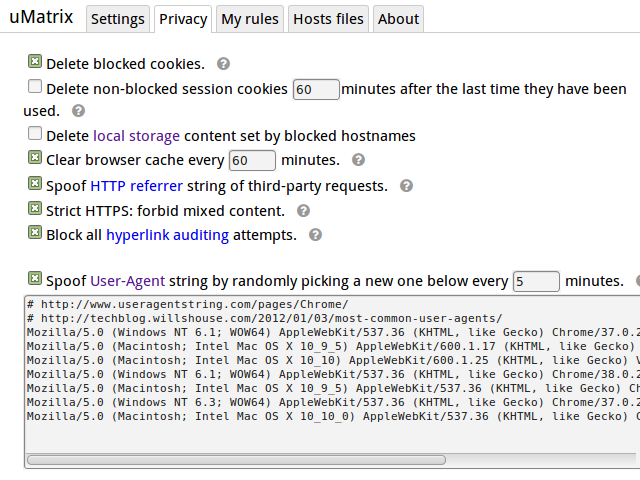 uMatrix Settings Privacy My rules Hosts files About
Delete blocked cookies.
Delete non-blocked session cookies 60 minutes after the last time they have been
used.
Delete local storage content set by blocked hostnames
Clear browser cache every 60 minutes.
Spoof HTTP referrer string of third-party requests.
Strict HTTPS: forbid mixed content.
Block all hyperlink auditing attempts.
Spoof User-Agent string by randomly picking a new one below every 5 minutes.
# http://www.useragentstring.com/pages/Chrome/
# http://techblog.willshouse.com/2012/01/03/most-common-user-agents/
Mozilla/5.0 (Windows NT 6.1; WOW64) AppleWebKit/537.36 (KHTML, like Gecko) Chrome/37.0.2
Mozilla/5.0 (Macintosh; Intel Mac OS X 10_9_5) AppleWebKit/600.1.17 (KHTML, like Gecko)
Mozilla/5.0 (Macintosh; Intel Mac OS X 10_10) AppleWebKit/600.1.25 (KHTML, like Gecko) V
Mozilla/5.0 (Windows NT 6.1; WOW64) AppleWebKit/537.36 (KHTML, like Gecko) Chrome/38.0.2
Mozilla/5.0 (Macintosh; Intel Mac OS X 10_9_5) AppleWebKit/537.36 (KHTML, like Gecko) Ch
Mozilla/5.0 (Windows NT 6.3; WOW64) AppleWebKit/537.36 (KHTML, like Gecko) Chrome/37.0.2
Mozilla/5.0 (Macintosh; Intel Mac OS X 10_10_0) AppleWebKit/537.36 (KHTML, like Gecko) C